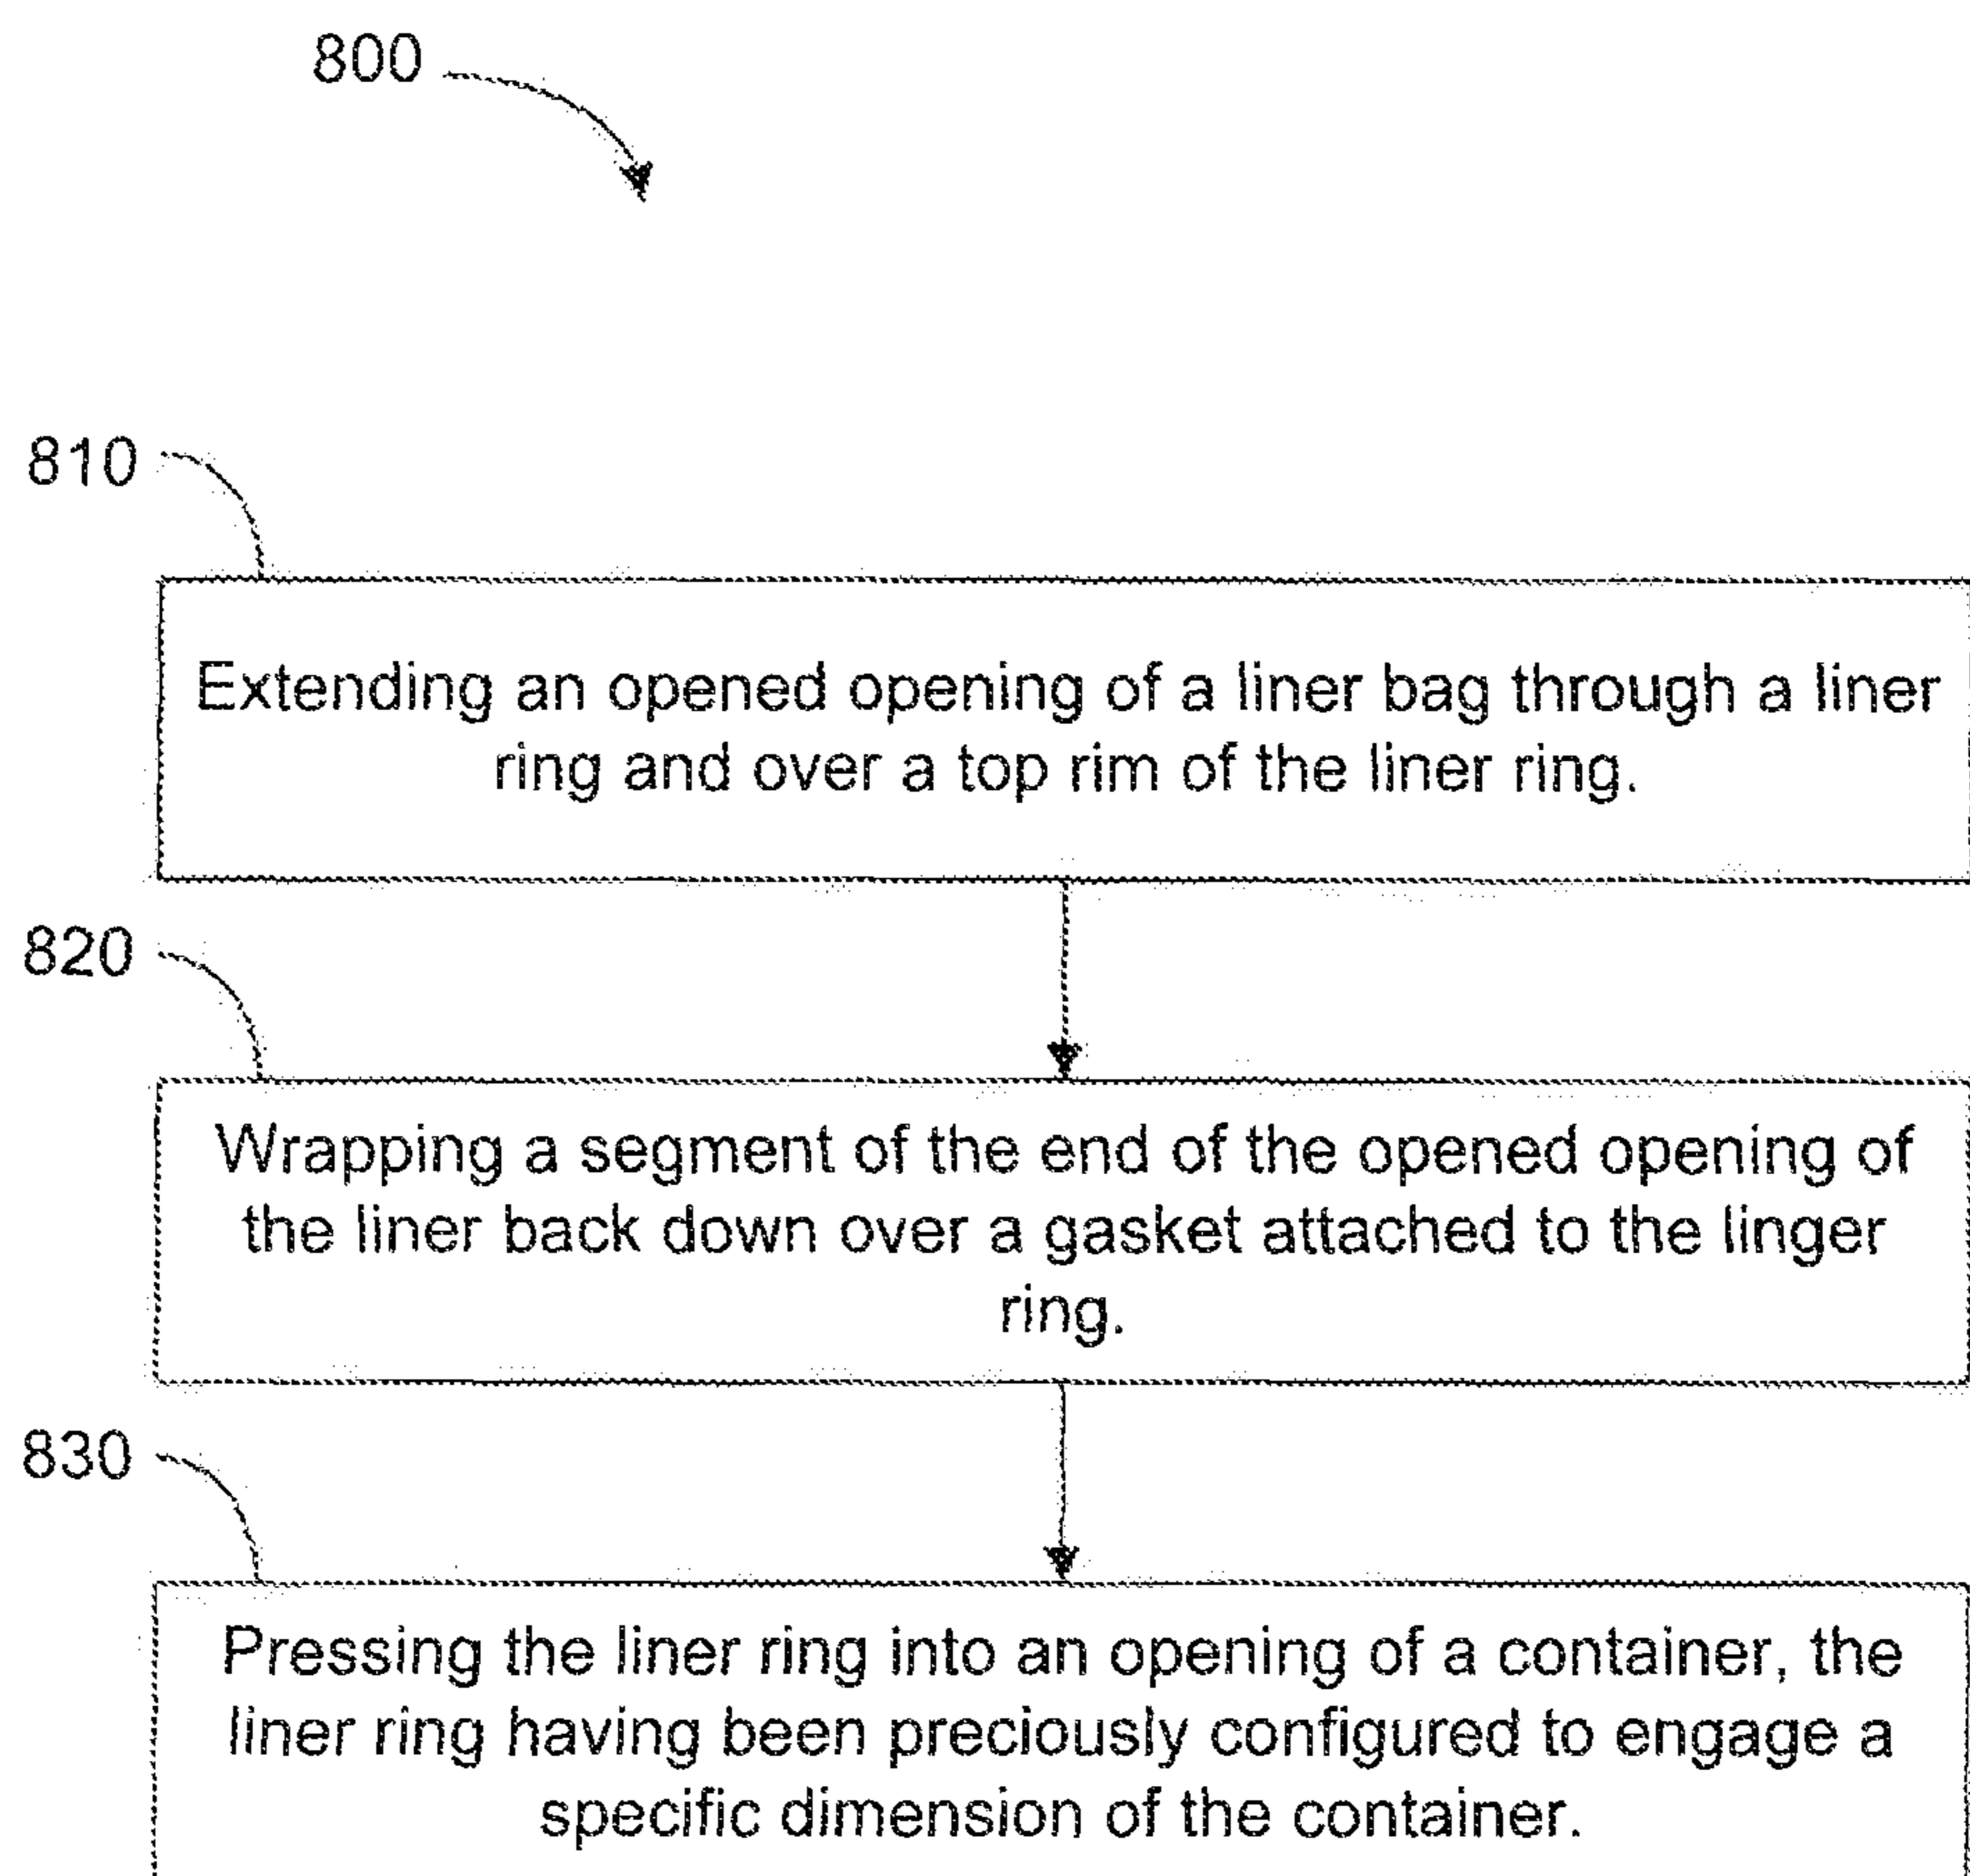 800
810
Extending an opened opening of a liner bag through a liner
ring and over a top rim of the liner ring.
820
Wrapping a segment of the end of the opened opening of
the liner back down over a gasket attached to the linger
ring.
830
Pressing the liner ring into an opening of a container, the
liner ring having been preciously configured to engage a
specific dimension of the container.